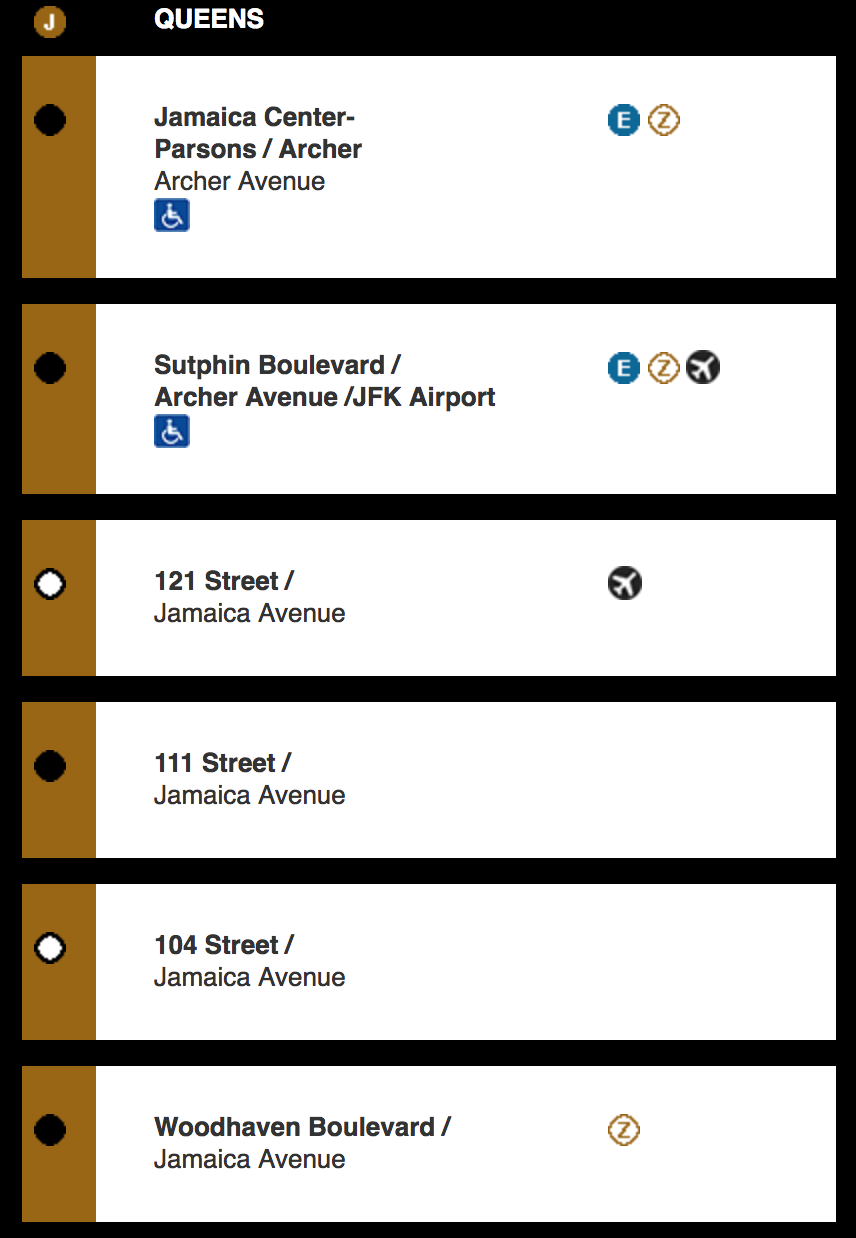 J QUEENS
Jamaica Center- E Z
Parsons / Archer
Archer Avenue
Sutphin Boulevard / E Z
Archer Avenue /JFK Airport
121 Street /
Jamaica Avenue
111 Street /
Jamaica Avenue
104 Street /
Jamaica Avenue
Woodhaven Boulevard / Z
Jamaica Avenue